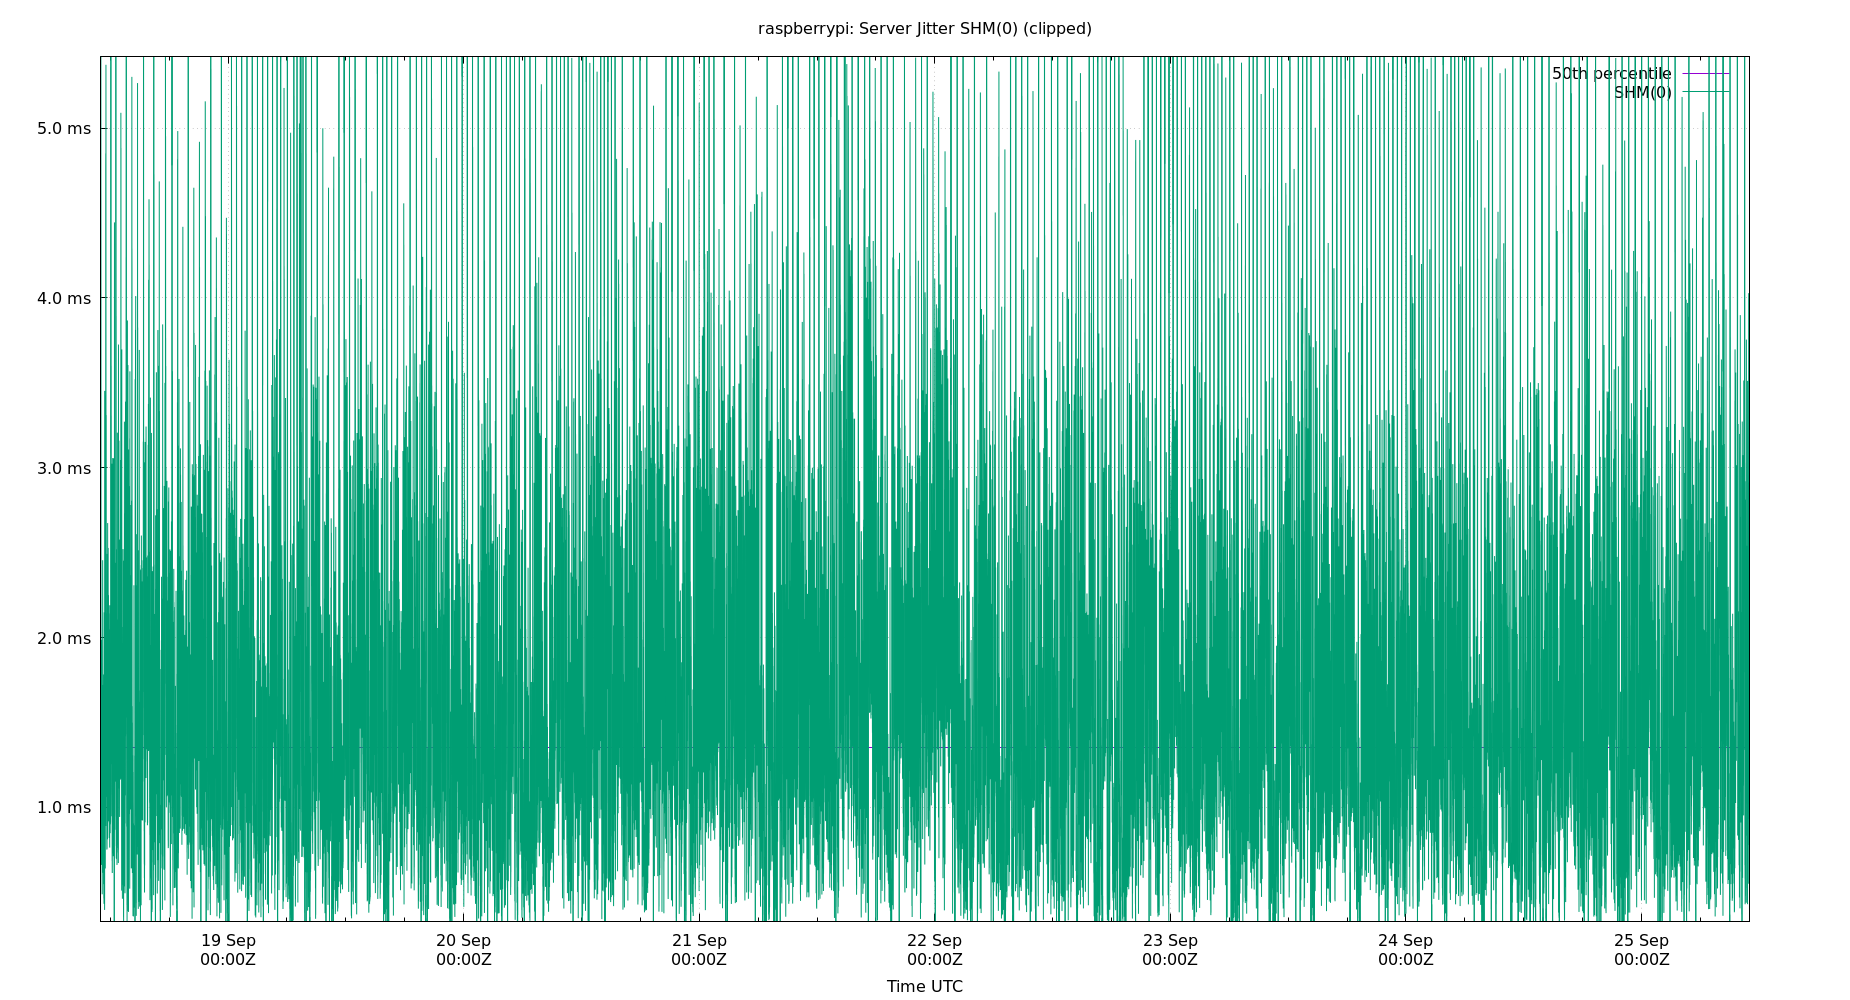 raspberrypi: Server Jitter SHM(0) (clipped)
50th percentile
SHM(0)
5.0 ms
4.0 ms
3.0 ms
2.0 ms
1.0 ms
19 Sep 20 Sep 21 Sep 22 Sep 23 Sep 24 Sep 25 Sep
00:00Z 00:00Z 00:00Z 00:00Z 00:00Z 00:00Z 00:00Z
Time UTC